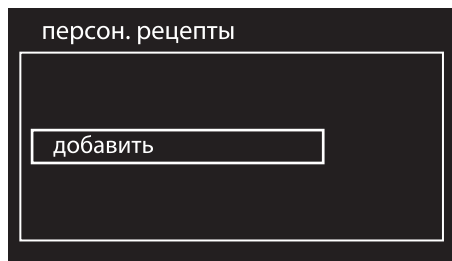 персон. рецепты
добавить